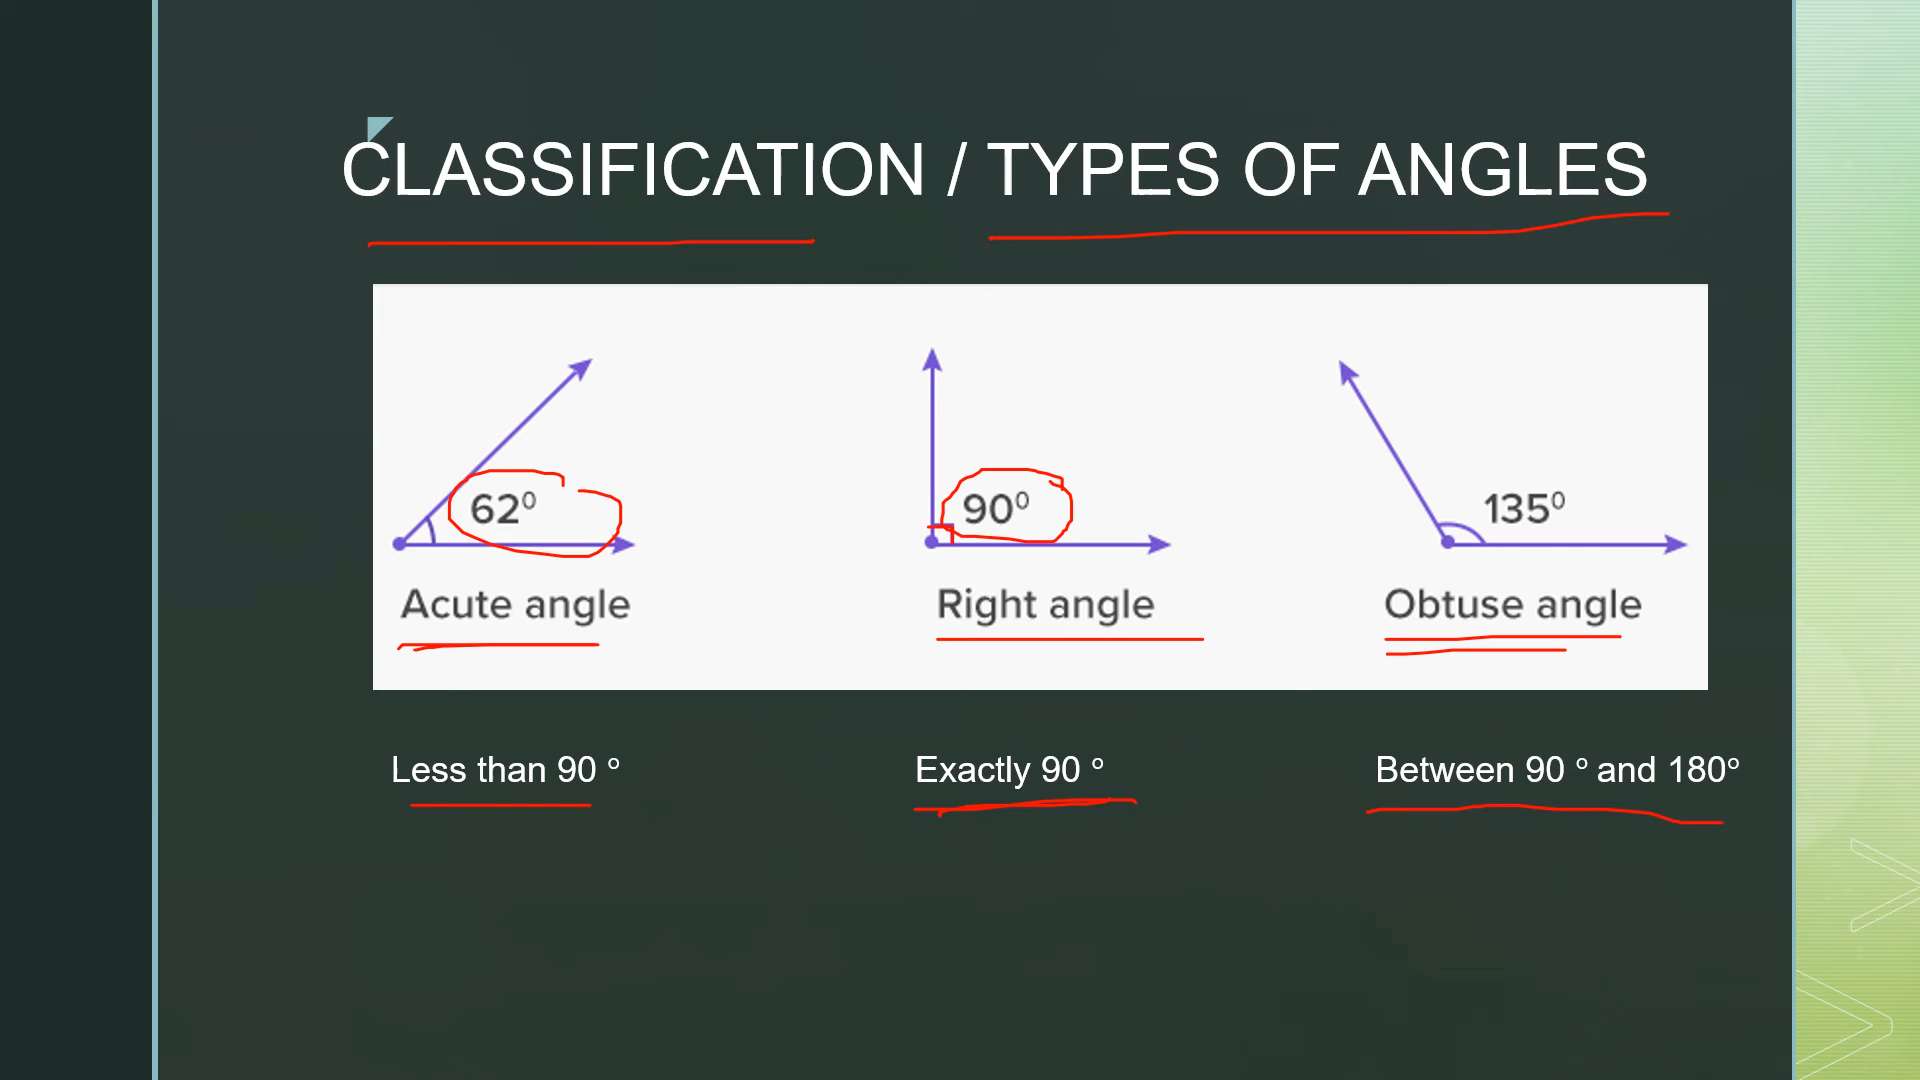 CLASSIFICATION / TYPES OF ANGLES
62⁰
90⁰
135⁰
Acute angle
Right angle
Obtuse angle
Less than 90 °
Exactly 90 °
Between 90 ° and 180°